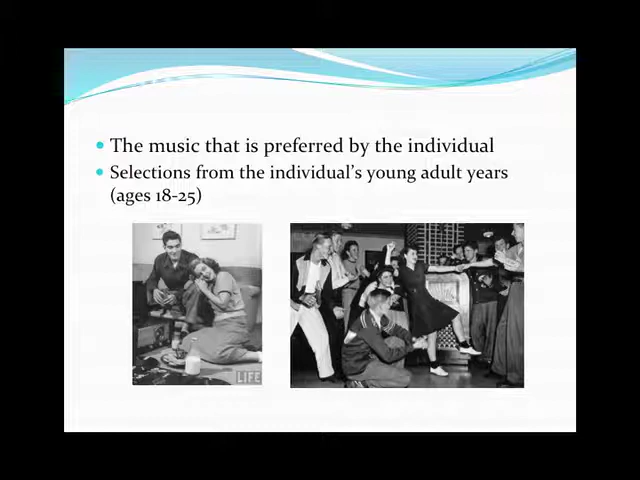 The music that is preferred by the individual
Selections from the individual's young adult years
(ages 18-25)
LIFE